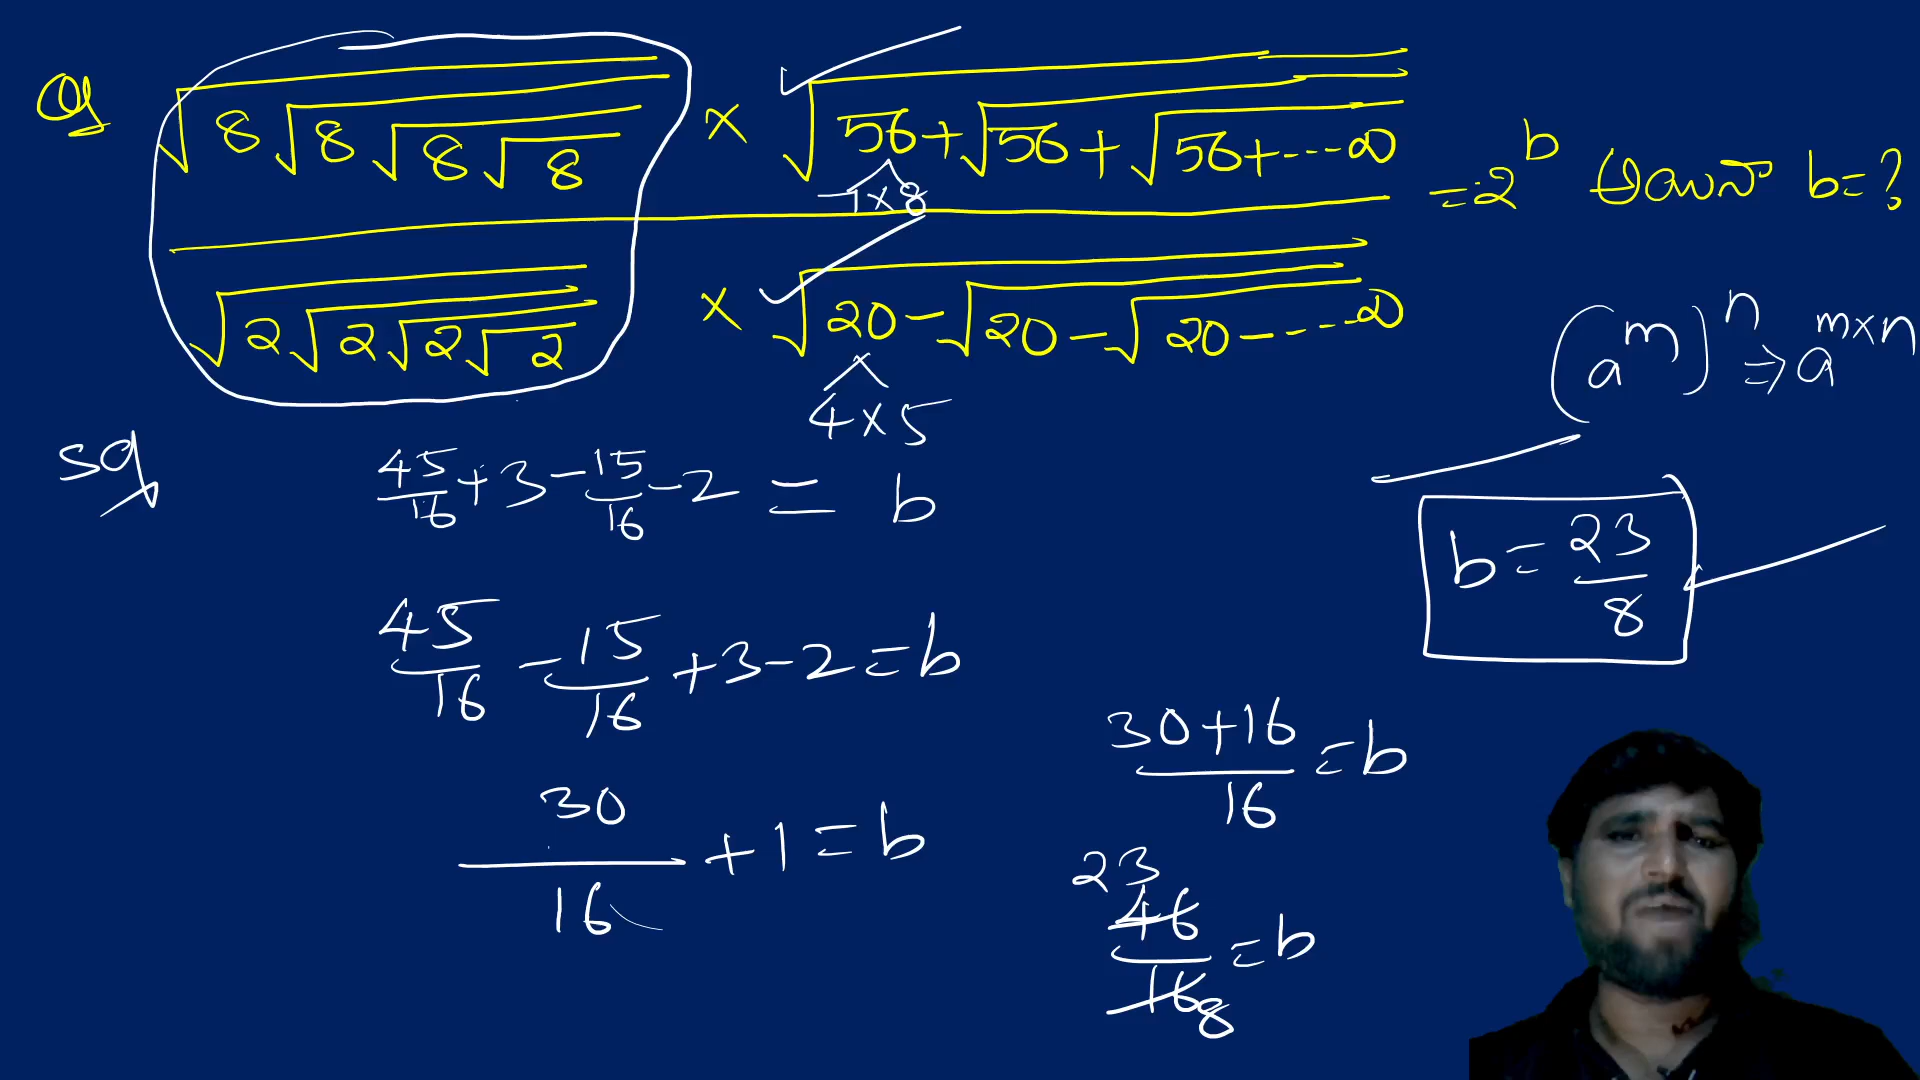 Q √8√8√8√8 × √56+√56+√56+----∞
7×8
√2√2√2√2 × √20-√20-√20-----∞
4×5
= 2^b అయిన b=?
(a^m)^n ⇒ a^m×n
Sq
45/16 + 3 - 15/16 - 2 = b
45/16 - 15/16 + 3 - 2 = b
30/16 + 1 = b
30+16/16 = b
23
46/16 = b
8
b = 23/8